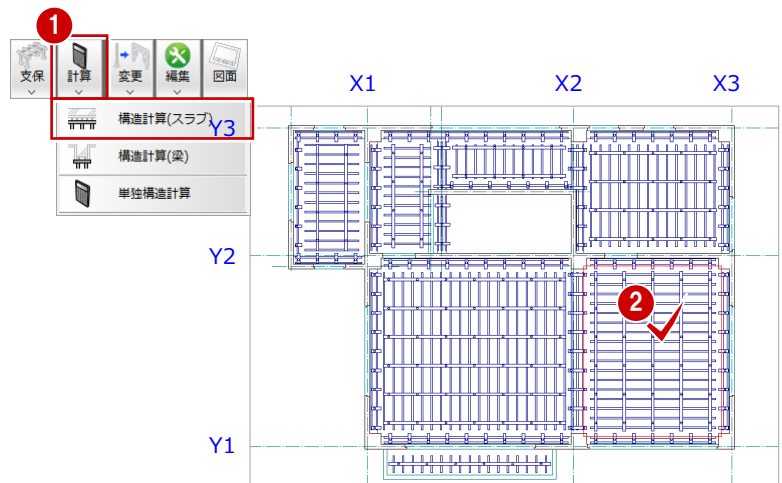 1
支保 計算 変更 編集 図面
構造計算(スラブ)
構造計算(梁)
単独構造計算
X1 X2 X3
Y3
Y2
2
Y1